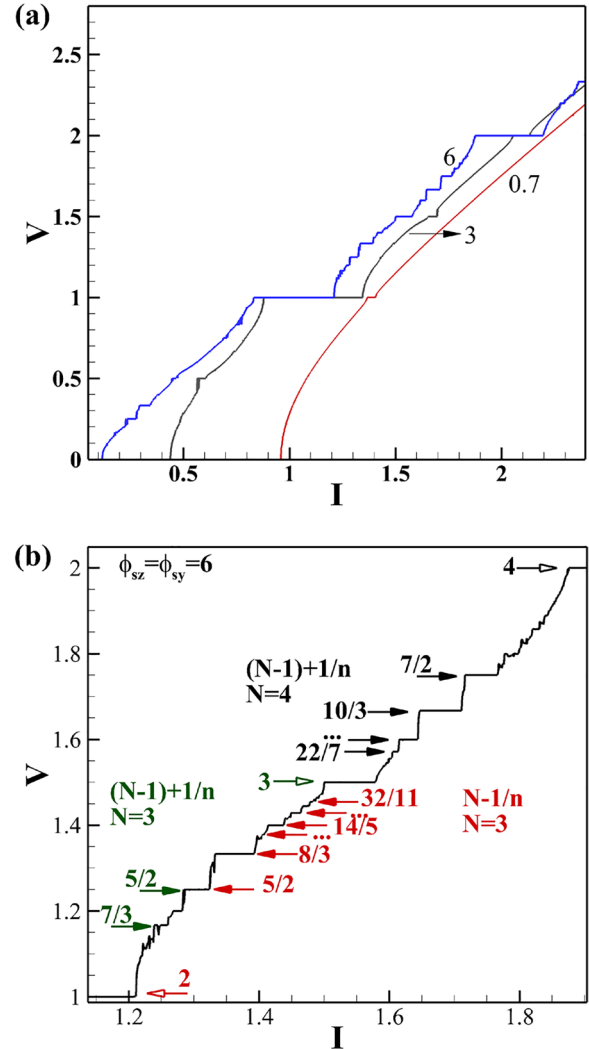 (a)
2.5
2
1.5
1
0.5
0
V
6
0.7
3
0.5
1
1.5
2
I
(b)
ϕsz=ϕsy=6
2
1.8
1.6
1.4
1.2
1
V
4
(N-1)+1/n
N=4
7/2
10/3
...
22/7
3
(N-1)+1/n
N=3
32/11
...
14/5
...
8/3
N-1/n
N=3
5/2
5/2
7/3
2
1.2
1.4
1.6
1.8
I